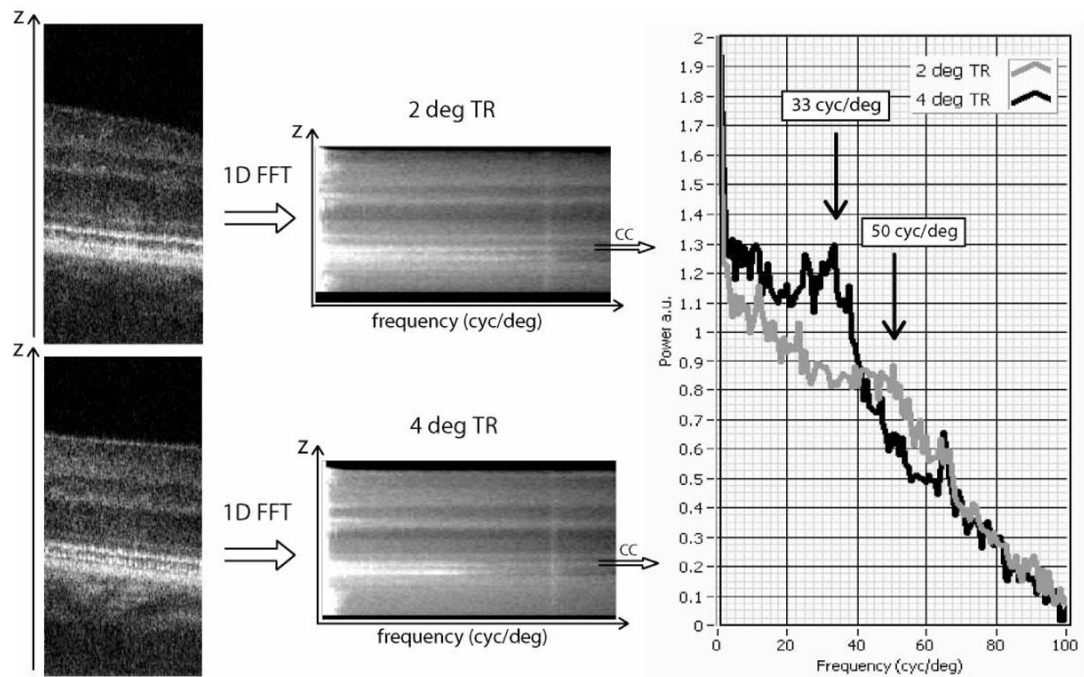 Z
1D FFT
2 deg TR
Z
CC
frequency (cyc/deg)
Z
1D FFT
4 deg TR
Z
CC
frequency (cyc/deg)
2 deg TR
4 deg TR
33 cyc/deg
50 cyc/deg
Power a.u.
2
1.9
1.8
1.7
1.6
1.5
1.4
1.3
1.2
1.1
1
0.9
0.8
0.7
0.6
0.5
0.4
0.3
0.2
0.1
0
0 20 40 60 80 100
Frequency (cyc/deg)